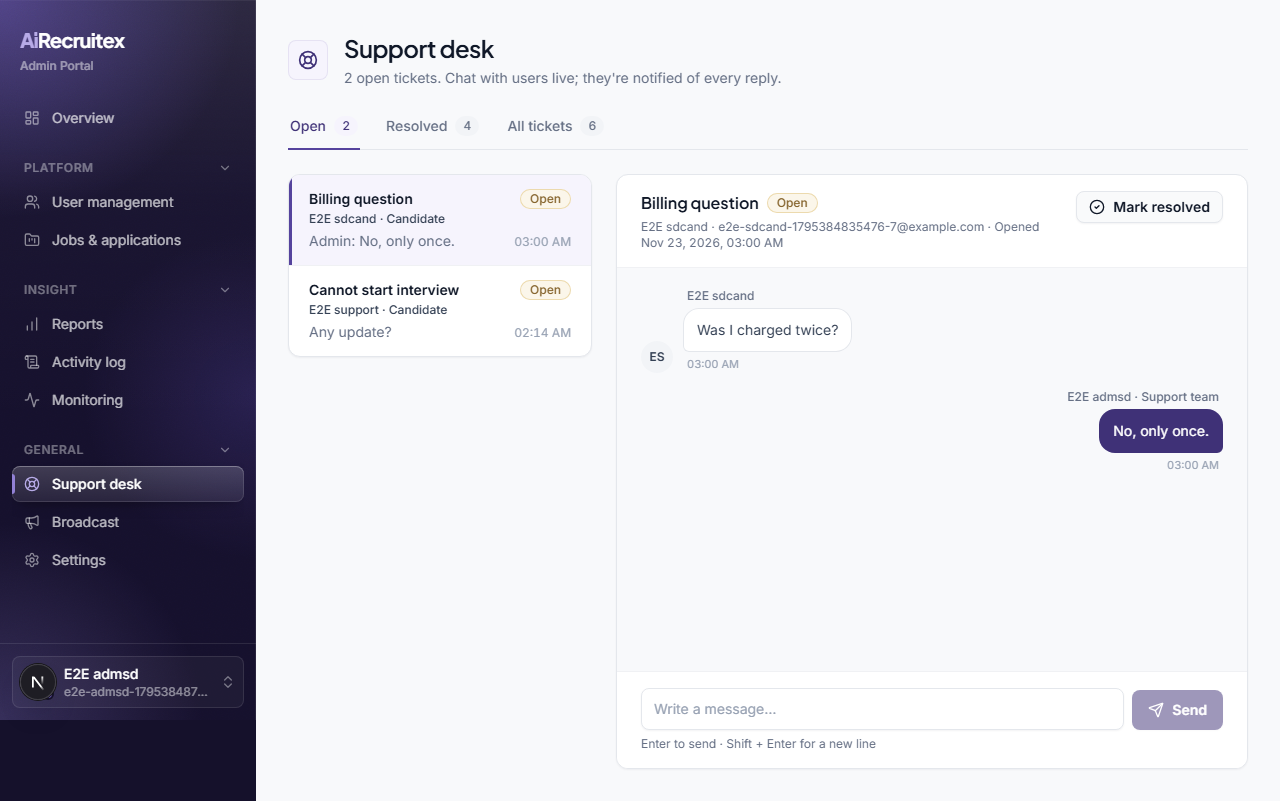 AiRecruitex
Admin Portal
Overview
PLATFORM
User management
Jobs & applications
INSIGHT
Reports
Activity log
Monitoring
GENERAL
Support desk
Broadcast
Settings
N
E2E admsd
e2e-admsd-179538487...
Support desk
2 open tickets. Chat with users live; they're notified of every reply.
Open 2 Resolved 4 All tickets 6
Billing question Open
E2E sdcand · Candidate
Admin: No, only once. 03:00 AM
Cannot start interview Open
E2E support · Candidate
Any update? 02:14 AM
Billing question Open
Mark resolved
E2E sdcand · e2e-sdcand-1795384835476-7@example.com · Opened
Nov 23, 2026, 03:00 AM
E2E sdcand
Was I charged twice?
ES
03:00 AM
E2E admsd · Support team
No, only once.
03:00 AM
Write a message...
Send
Enter to send · Shift + Enter for a new line